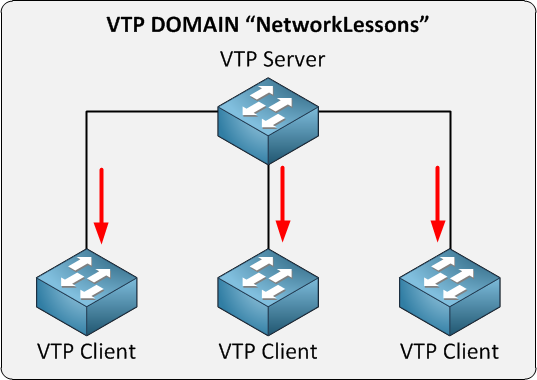 VTP DOMAIN “NetworkLessons”
VTP Server
VTP Client
VTP Client
VTP Client